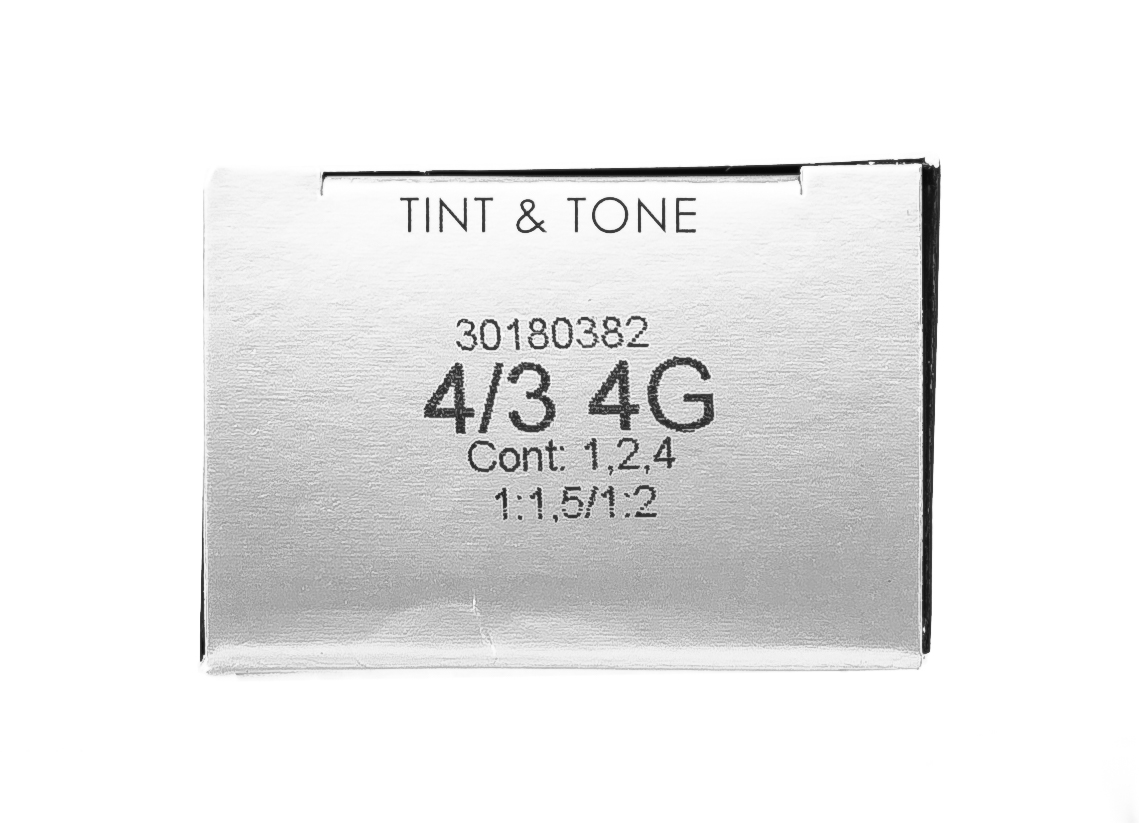 TINT & TONE
30180382
4/3 4G
Cont: 1,2,4
1:1,5/1:2